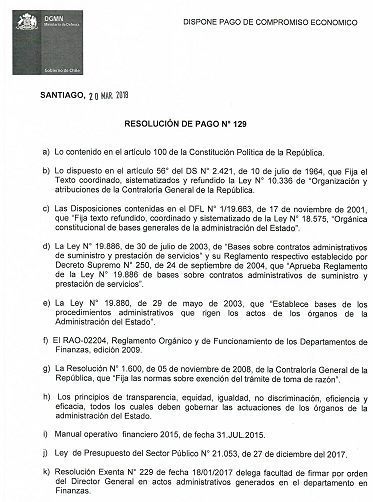 DGMN
Ministerio de Defensa
Gobierno de Chile
DISPONE PAGO DE COMPROMISO ECONOMICO
SANTIAGO, 20 MAR. 2018
RESOLUCIÓN DE PAGO N° 129
a) Lo contenido en el artículo 100 de la Constitución Política de la República.
b) Lo dispuesto en el artículo 56° del DS N° 2.421, de 10 de julio de 1964, que Fija el
Texto coordinado, sistematizados y refundido la Ley N° 10.336 de “Organización y
atribuciones de la Contraloría General de la República.
c) Las Disposiciones contenidas en el DFL N° 1/19.663, de 17 de noviembre de 2001,
que “Fija texto refundido, coordinado y sistematizado de la Ley N° 18.575, “Orgánica
constitucional de bases generales de la administración del Estado”.
d) La Ley N° 19.886, de 30 de julio de 2003, de “Bases sobre contratos administrativos
de suministro y prestación de servicios” y su Reglamento respectivo establecido por
Decreto Supremo N° 250, de 24 de septiembre de 2004, que “Aprueba Reglamento
de la Ley N° 19.886 de bases sobre contratos administrativos de suministro y
prestación de servicios”.
e) La Ley N° 19.880, de 29 de mayo de 2003, que “Establece bases de los
procedimientos administrativos que rigen los actos de los órganos de la
Administración del Estado”.
f) El RAO-02204, Reglamento Orgánico y de Funcionamiento de los Departamentos de
Finanzas, edición 2009.
g) La Resolución N° 1.600, de 05 de noviembre de 2008, de la Contraloría General de la
República, que “Fija las normas sobre exención del trámite de toma de razón”.
h) Los principios de transparencia, equidad, igualdad, no discriminación, eficiencia y
eficacia, todos los cuales deben gobernar las actuaciones de los órganos de la
administración del Estado.
i) Manual operativo financiero 2015, de fecha 31.JUL.2015.
j) Ley de Presupuesto del Sector Público N° 21.053, de 27 de diciembre de 2017.
k) Resolución Exenta N° 229 de fecha 18/01/2017 delega facultad de firmar por orden
del Director General en actos administrativos generados en el departamento en
Finanzas.